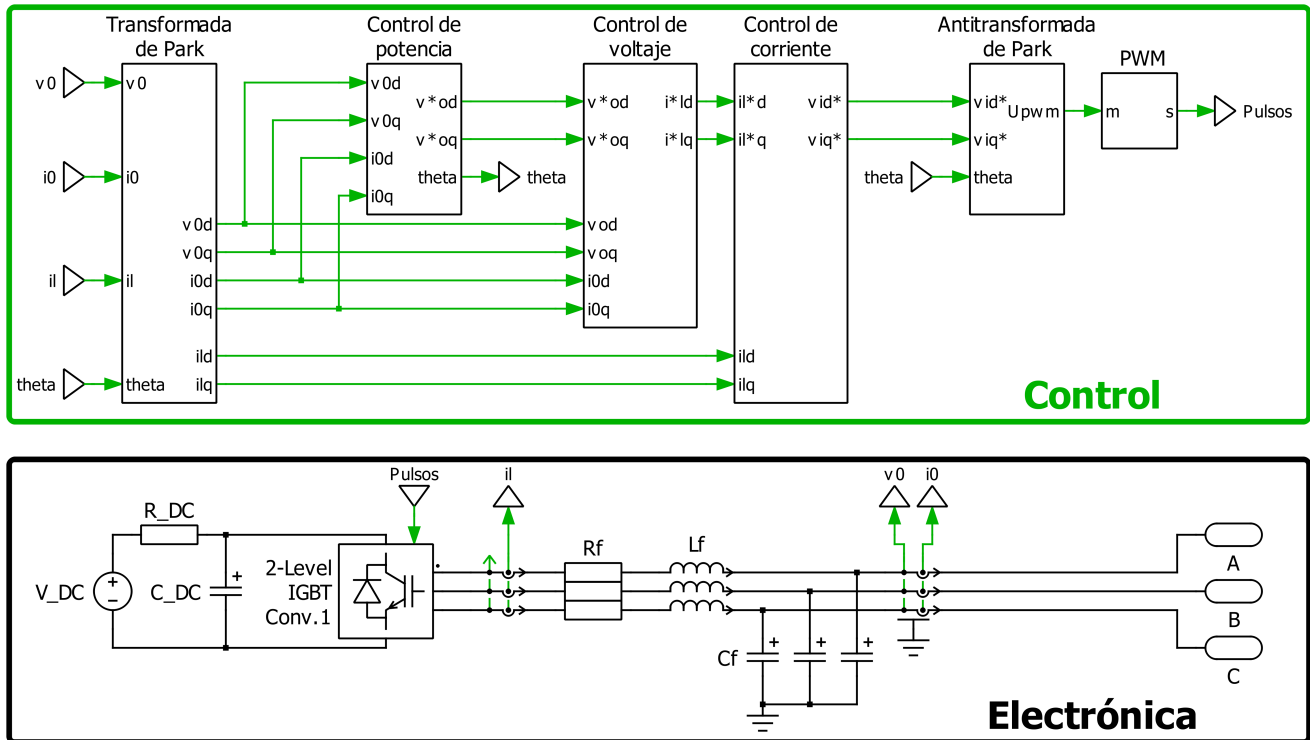 Transformada
de Park
Control de
potencia
Control de
voltaje
Control de
corriente
Antitransformada
de Park
PWM
v0
v0
i0
i0
il
il
theta
theta
v0d
v0q
i0d
i0q
ild
ilq
v0d
v0q
i0d
i0q
v*od
v*oq
theta
theta
v*od
v*oq
vod
voq
i0d
i0q
i*ld
i*lq
il*d
il*q
ild
ilq
vid*
viq*
vid*
viq*
theta
theta
Upwm
m
s
Pulsos
Control
Pulsos
il
v0
i0
R_DC
V_DC
C_DC
2-Level
IGBT
Conv.1
Rf
Lf
Cf
A
B
C
Electrónica